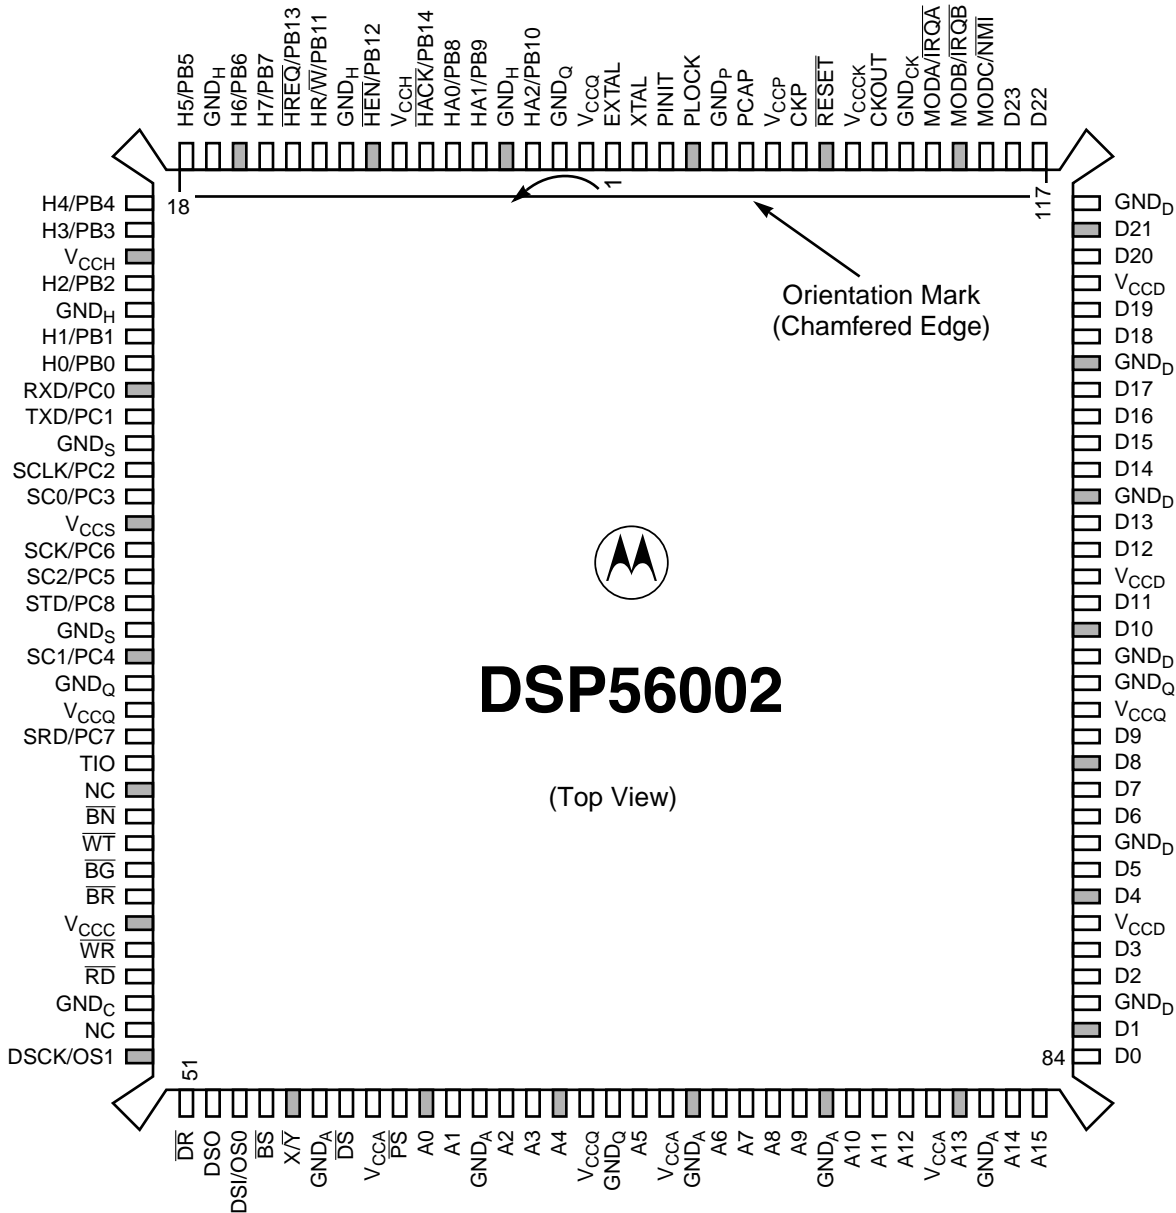 H5/PB5
GNDH
H6/PB6
H7/PB7
HREQ/PB13
HR/W/PB11
GNDH
HEN/PB12
VCCH
HACK/PB14
HA0/PB8
HA1/PB9
GNDH
HA2/PB10
GNDQ
VCCQ
EXTAL
XTAL
PINIT
PLOCK
GNDP
PCAP
VCCP
CKP
RESET
VCCCK
CKOUT
GNDCK
MODA/IRQA
MODB/IRQB
MODC/NMI
D23
D22
18
1
117
Orientation Mark
(Chamfered Edge)
H4/PB4
H3/PB3
VCCH
H2/PB2
GNDH
H1/PB1
H0/PB0
RXD/PC0
TXD/PC1
GNDS
SCLK/PC2
SC0/PC3
VCCS
SCK/PC6
SC2/PC5
STD/PC8
GNDS
SC1/PC4
GNDQ
VCCQ
SRD/PC7
TIO
NC
BN
WT
BG
BR
VCCC
WR
RD
GNDC
NC
DSCK/OS1
DSP56002
(Top View)
GNDD
D21
D20
VCCD
D19
D18
GNDD
D17
D16
D15
D14
GNDD
D13
D12
VCCD
D11
D10
GNDD
GNDQ
VCCQ
D9
D8
D7
D6
GNDD
D5
D4
VCCD
D3
D2
GNDD
D1
D0
51
84
DR
DSO
DSI/OS0
BS
X/Y
GNDA
DS
VCCA
PS
A0
A1
GNDA
A2
A3
A4
VCCQ
GNDQ
A5
VCCA
GNDA
A6
A7
A8
A9
GNDA
A10
A11
A12
VCCA
A13
GNDA
A14
A15